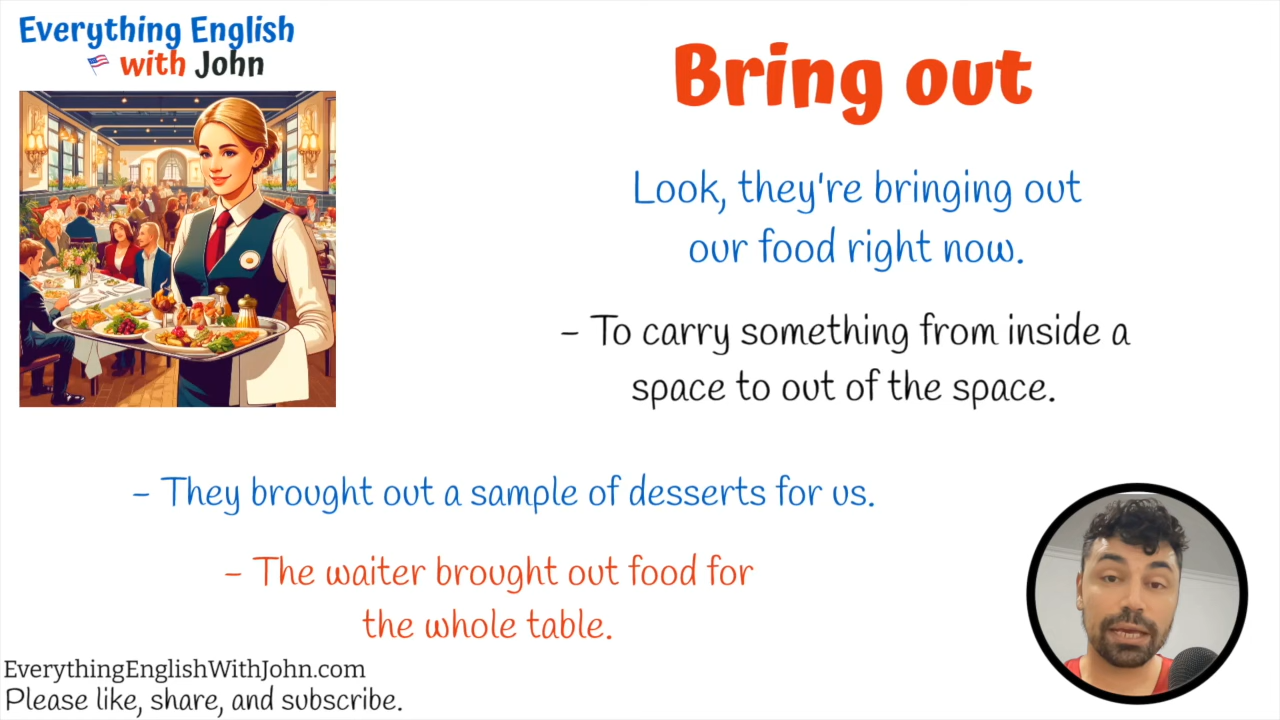 Everything English
with John
Bring out
Look, they're bringing out
our food right now.
- To carry something from inside a
space to out of the space.
- They brought out a sample of desserts for us.
- The waiter brought out food for
the whole table.
EverythingEnglishWithJohn.com
Please like, share, and subscribe.